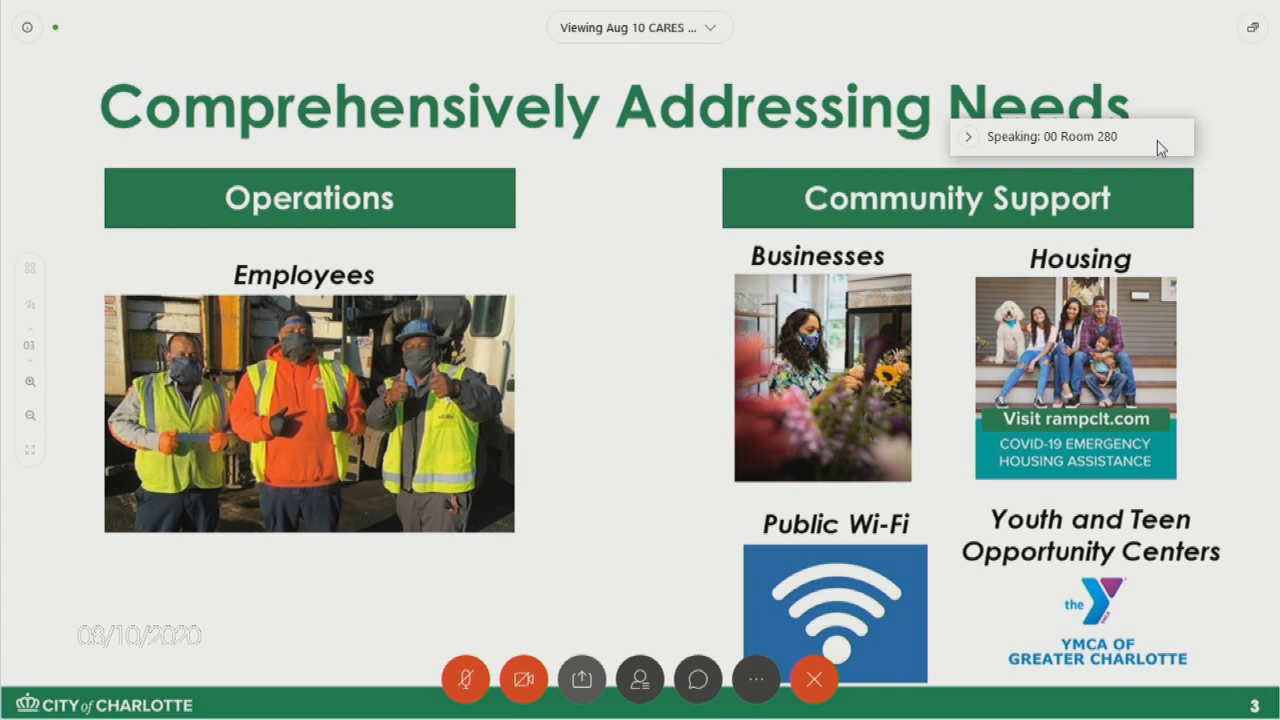 Viewing Aug 10 CARES ...
Comprehensively Addressing Needs
Speaking: 00 Room 280
Operations
Community Support
Employees
Businesses
Housing
03
Visit rampclt.com
COVID-19 EMERGENCY
HOUSING ASSISTANCE
Public Wi-Fi
Youth and Teen
Opportunity Centers
the Y
YMCA OF
GREATER CHARLOTTE
08/10/2020
CITY of CHARLOTTE
3